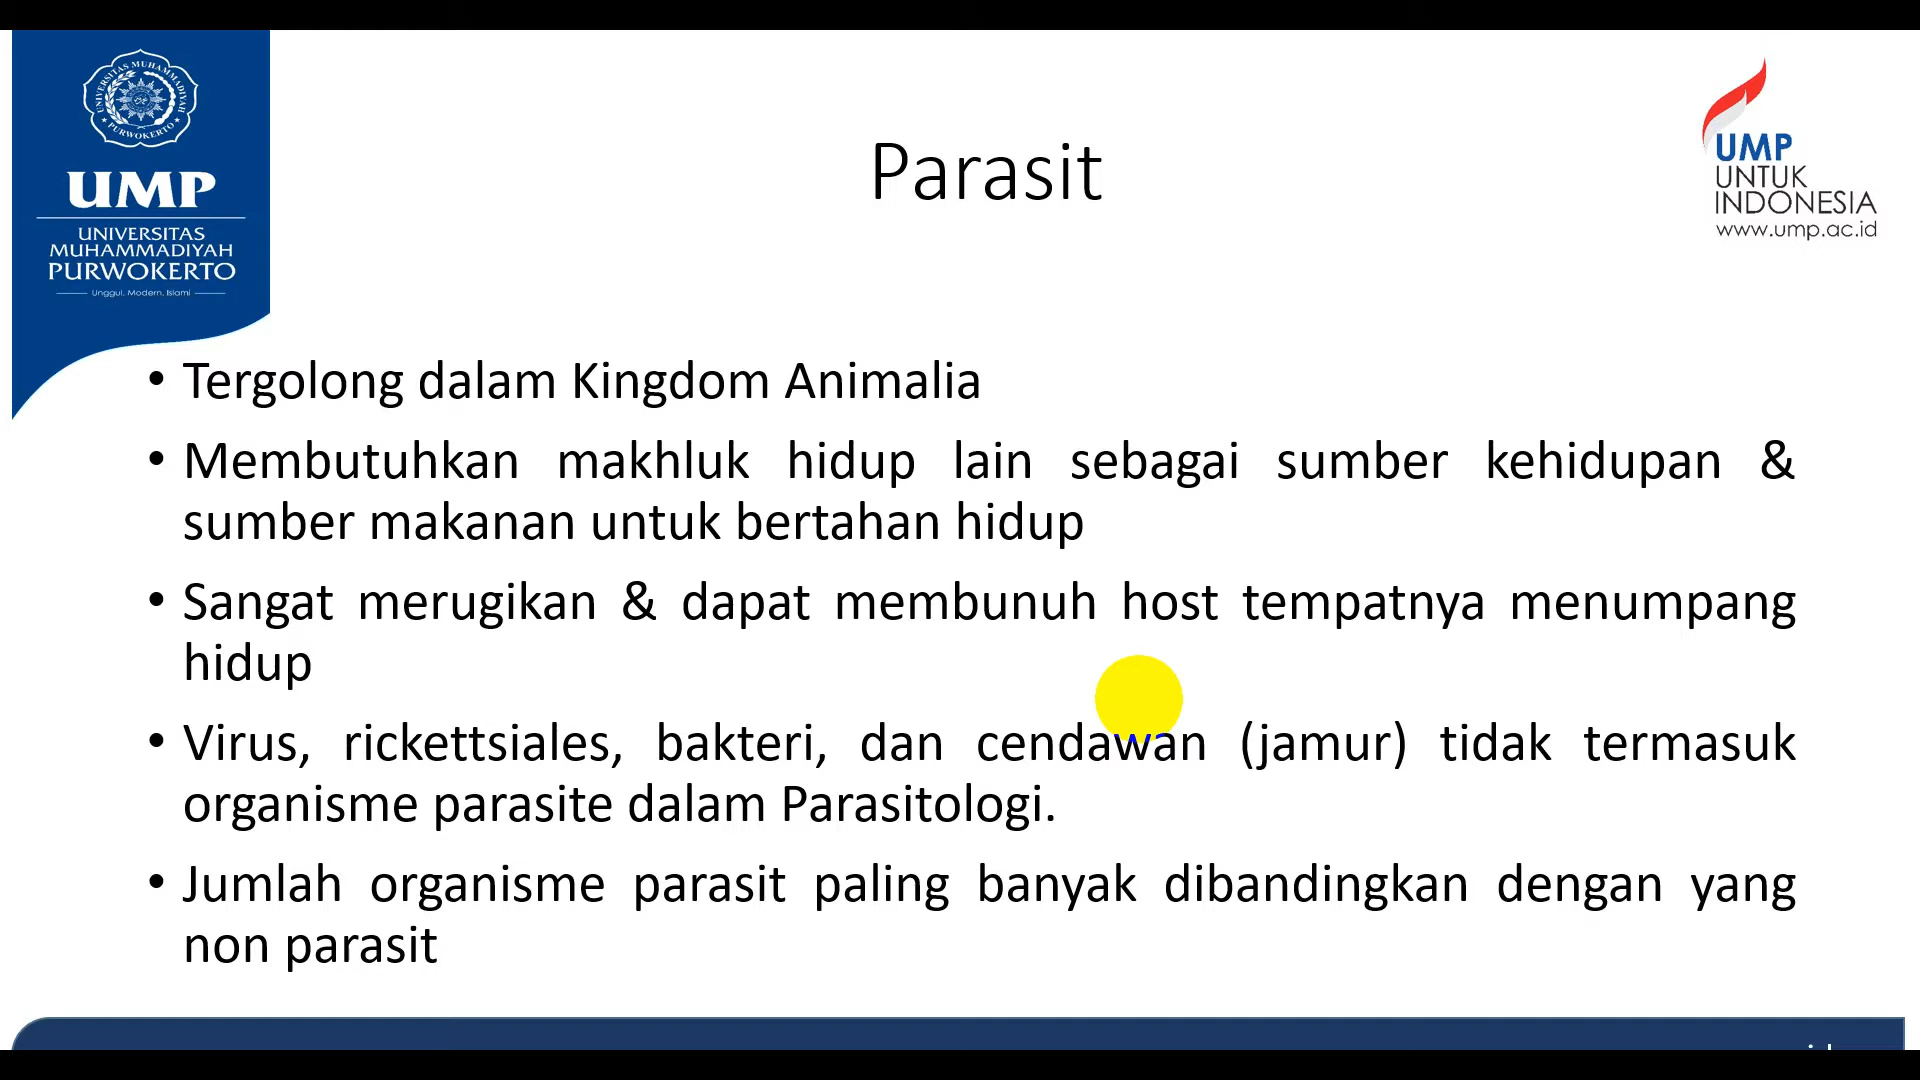 UNIVERSITAS MUHAMMADIYAH
PURWOKERTO
UMP
UNIVERSITAS
MUHAMMADIYAH
PURWOKERTO
Unggul, Modern, Islami
Parasit
UMP
UNTUK
INDONESIA
www.ump.ac.id
• Tergolong dalam Kingdom Animalia
• Membutuhkan makhluk hidup lain sebagai sumber kehidupan &
sumber makanan untuk bertahan hidup
• Sangat merugikan & dapat membunuh host tempatnya menumpang
hidup
• Virus, rickettsiales, bakteri, dan cendawan (jamur) tidak termasuk
organisme parasite dalam Parasitologi.
• Jumlah organisme parasit paling banyak dibandingkan dengan yang
non parasit